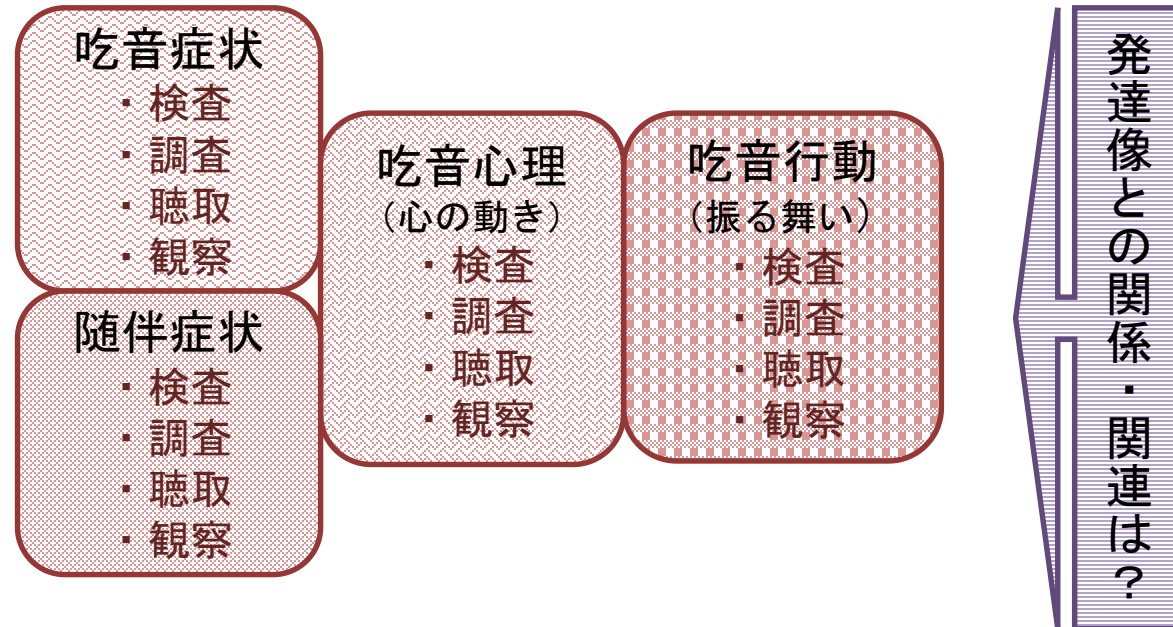 吃音症状
・検査
・調査
・聴取
・観察
随伴症状
・検査
・調査
・聴取
・観察
吃音心理
（心の動き）
・検査
・調査
・聴取
・観察
吃音行動
（振る舞い）
・検査
・調査
・聴取
・観察
発達像との関係・関連は？